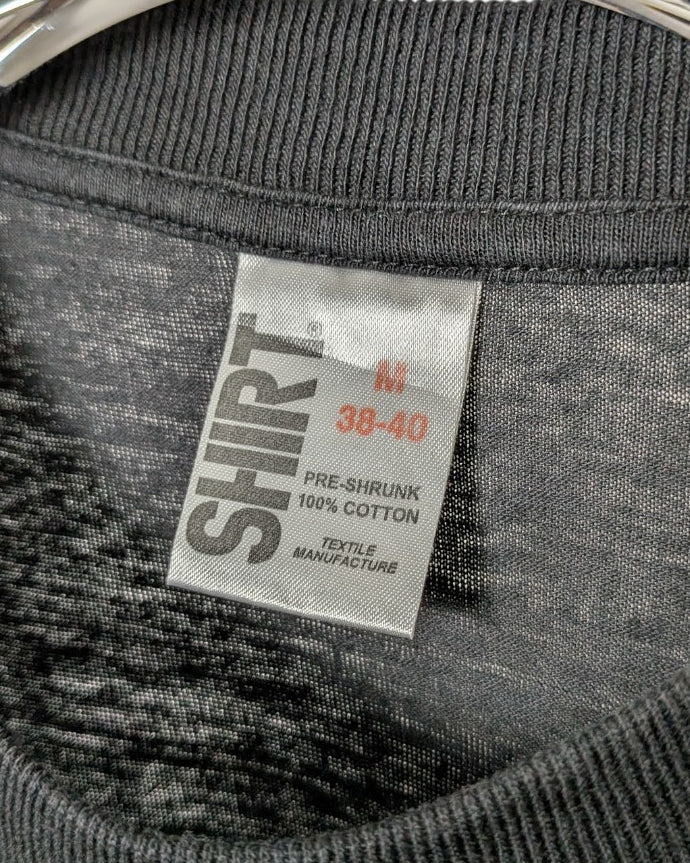 SHIRT®
M
38-40
PRE-SHRUNK
100% COTTON
TEXTILE
MANUFACTURE